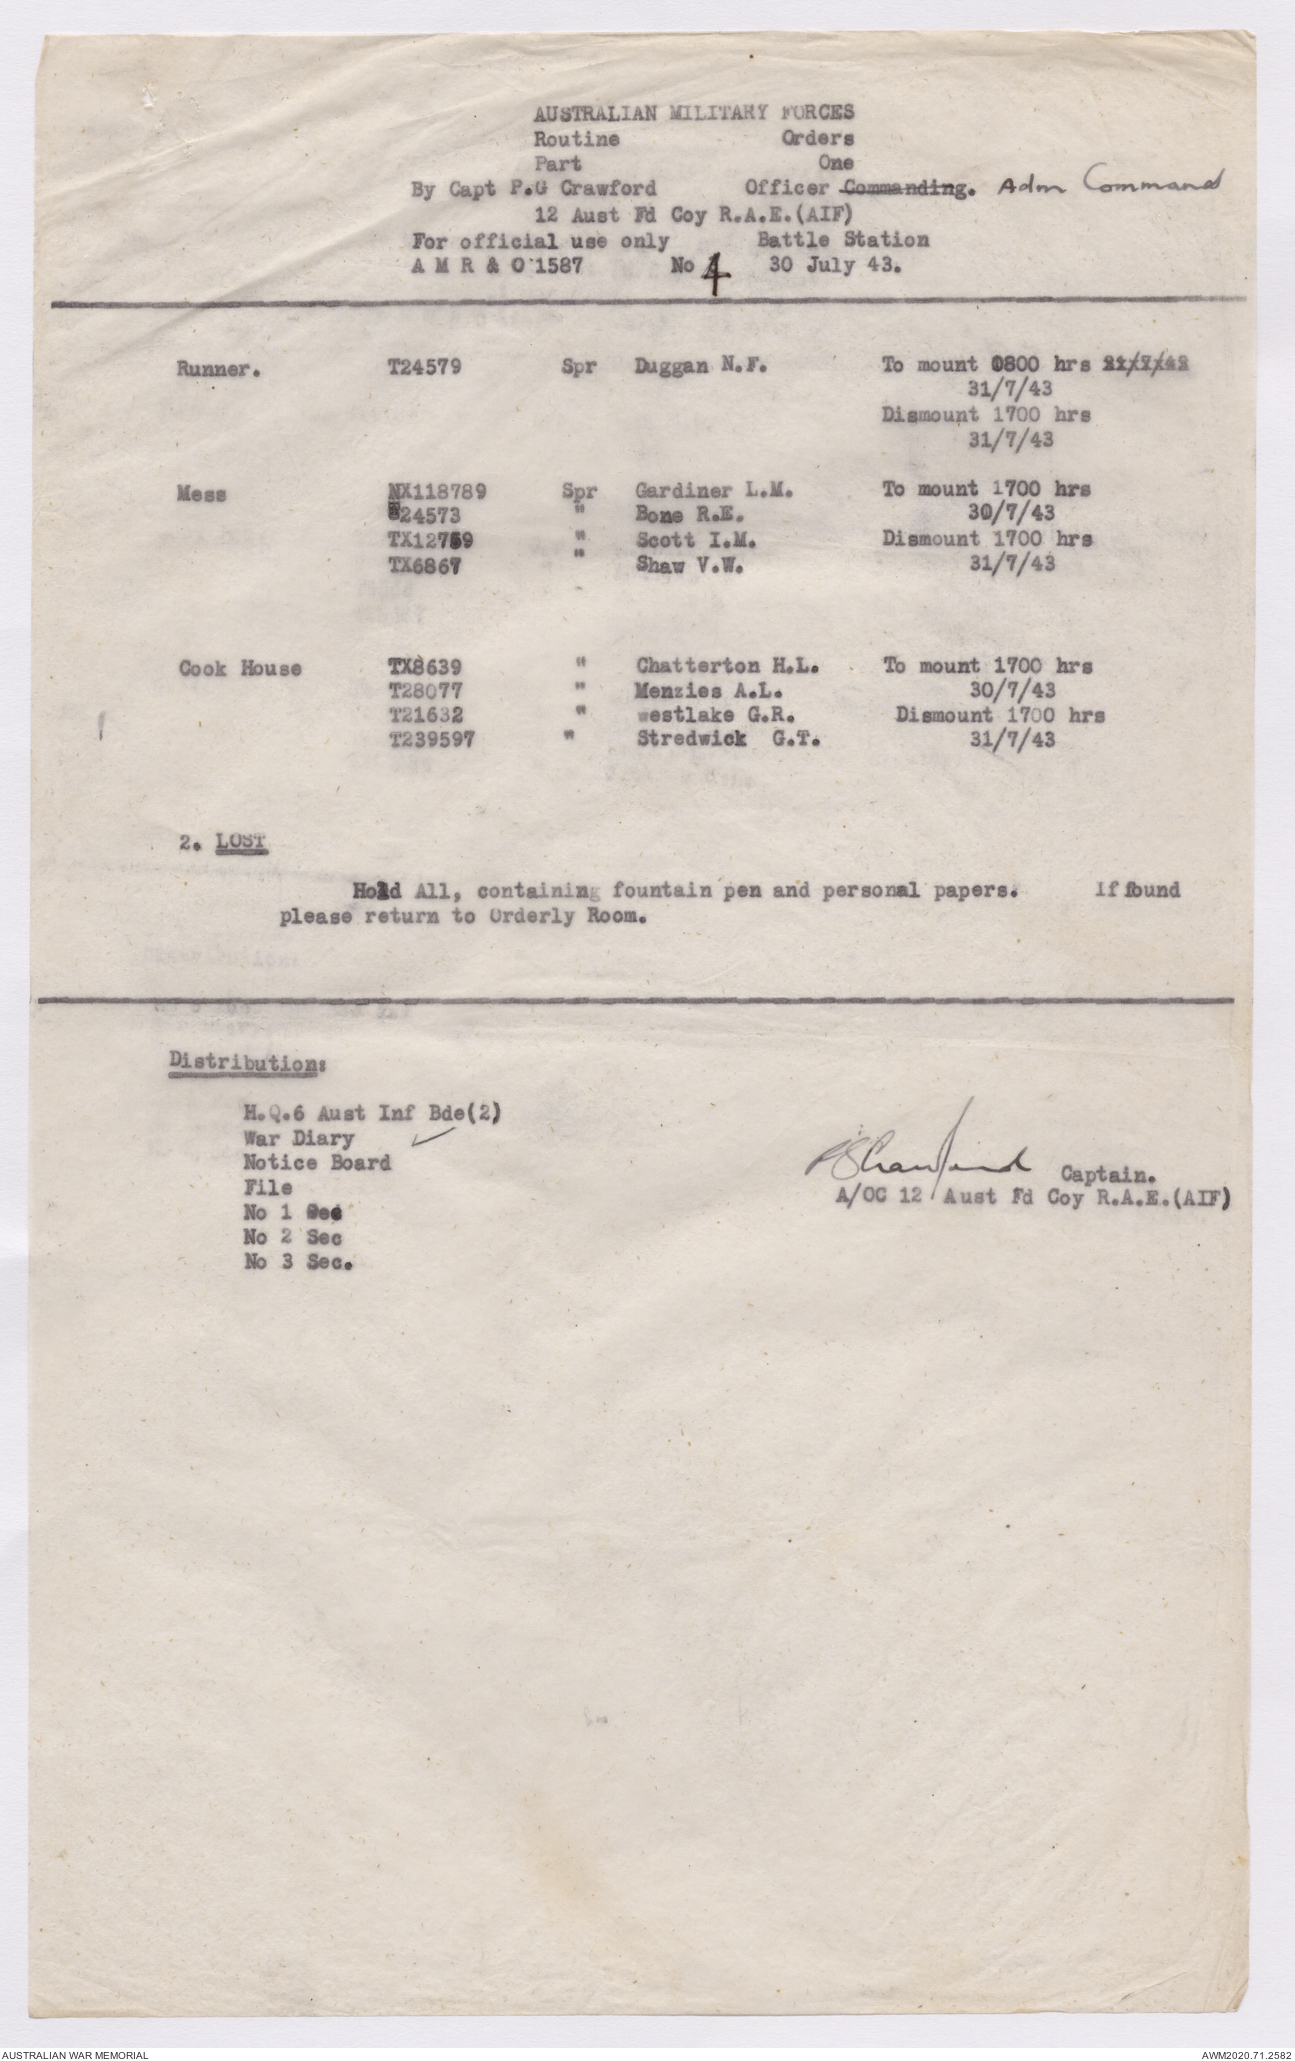 AUSTRALIAN MILITARY FORCES
Routine Orders
Part One
By Capt P.G Crawford Officer Commanding. Adm Command
12 Aust Fd Coy R.A.E.(AIF)
For official use only Battle Station
A M R & O 1587 No 4 30 July 43.
Runner. T24579 Spr Duggan N.F. To mount 0800 hrs
31/7/43
Dismount 1700 hrs
31/7/43
Mess NX118789 Spr Gardiner L.M. To mount 1700 hrs
T24573 " Bone R.E. 30/7/43
TX12759 " Scott I.M. Dismount 1700 hrs
TX6867 " Shaw V.W. 31/7/43
Cook House TX8639 " Chatterton H.L. To mount 1700 hrs
T28077 " Menzies A.L. 30/7/43
T21632 " westlake G.R. Dismount 1700 hrs
T239597 " Stredwick G.T. 31/7/43
2. LOST
Hold All, containing fountain pen and personal papers. If found
please return to Orderly Room.
Distribution:
H.Q.6 Aust Inf Bde(2)
War Diary ✓
Notice Board
File
No 1 Sec
No 2 Sec
No 3 Sec.
PGCrawford Captain.
A/OC 12 Aust Fd Coy R.A.E.(AIF)
AUSTRALIAN WAR MEMORIAL AWM2020.71.2582